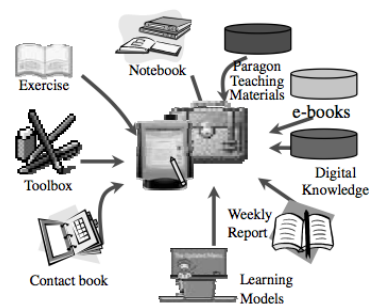 Notebook
Paragon
Teaching
Materials
Exercise
e-books
Toolbox
Digital
Knowledge
Weekly
Report
Contact book
Learning
Models